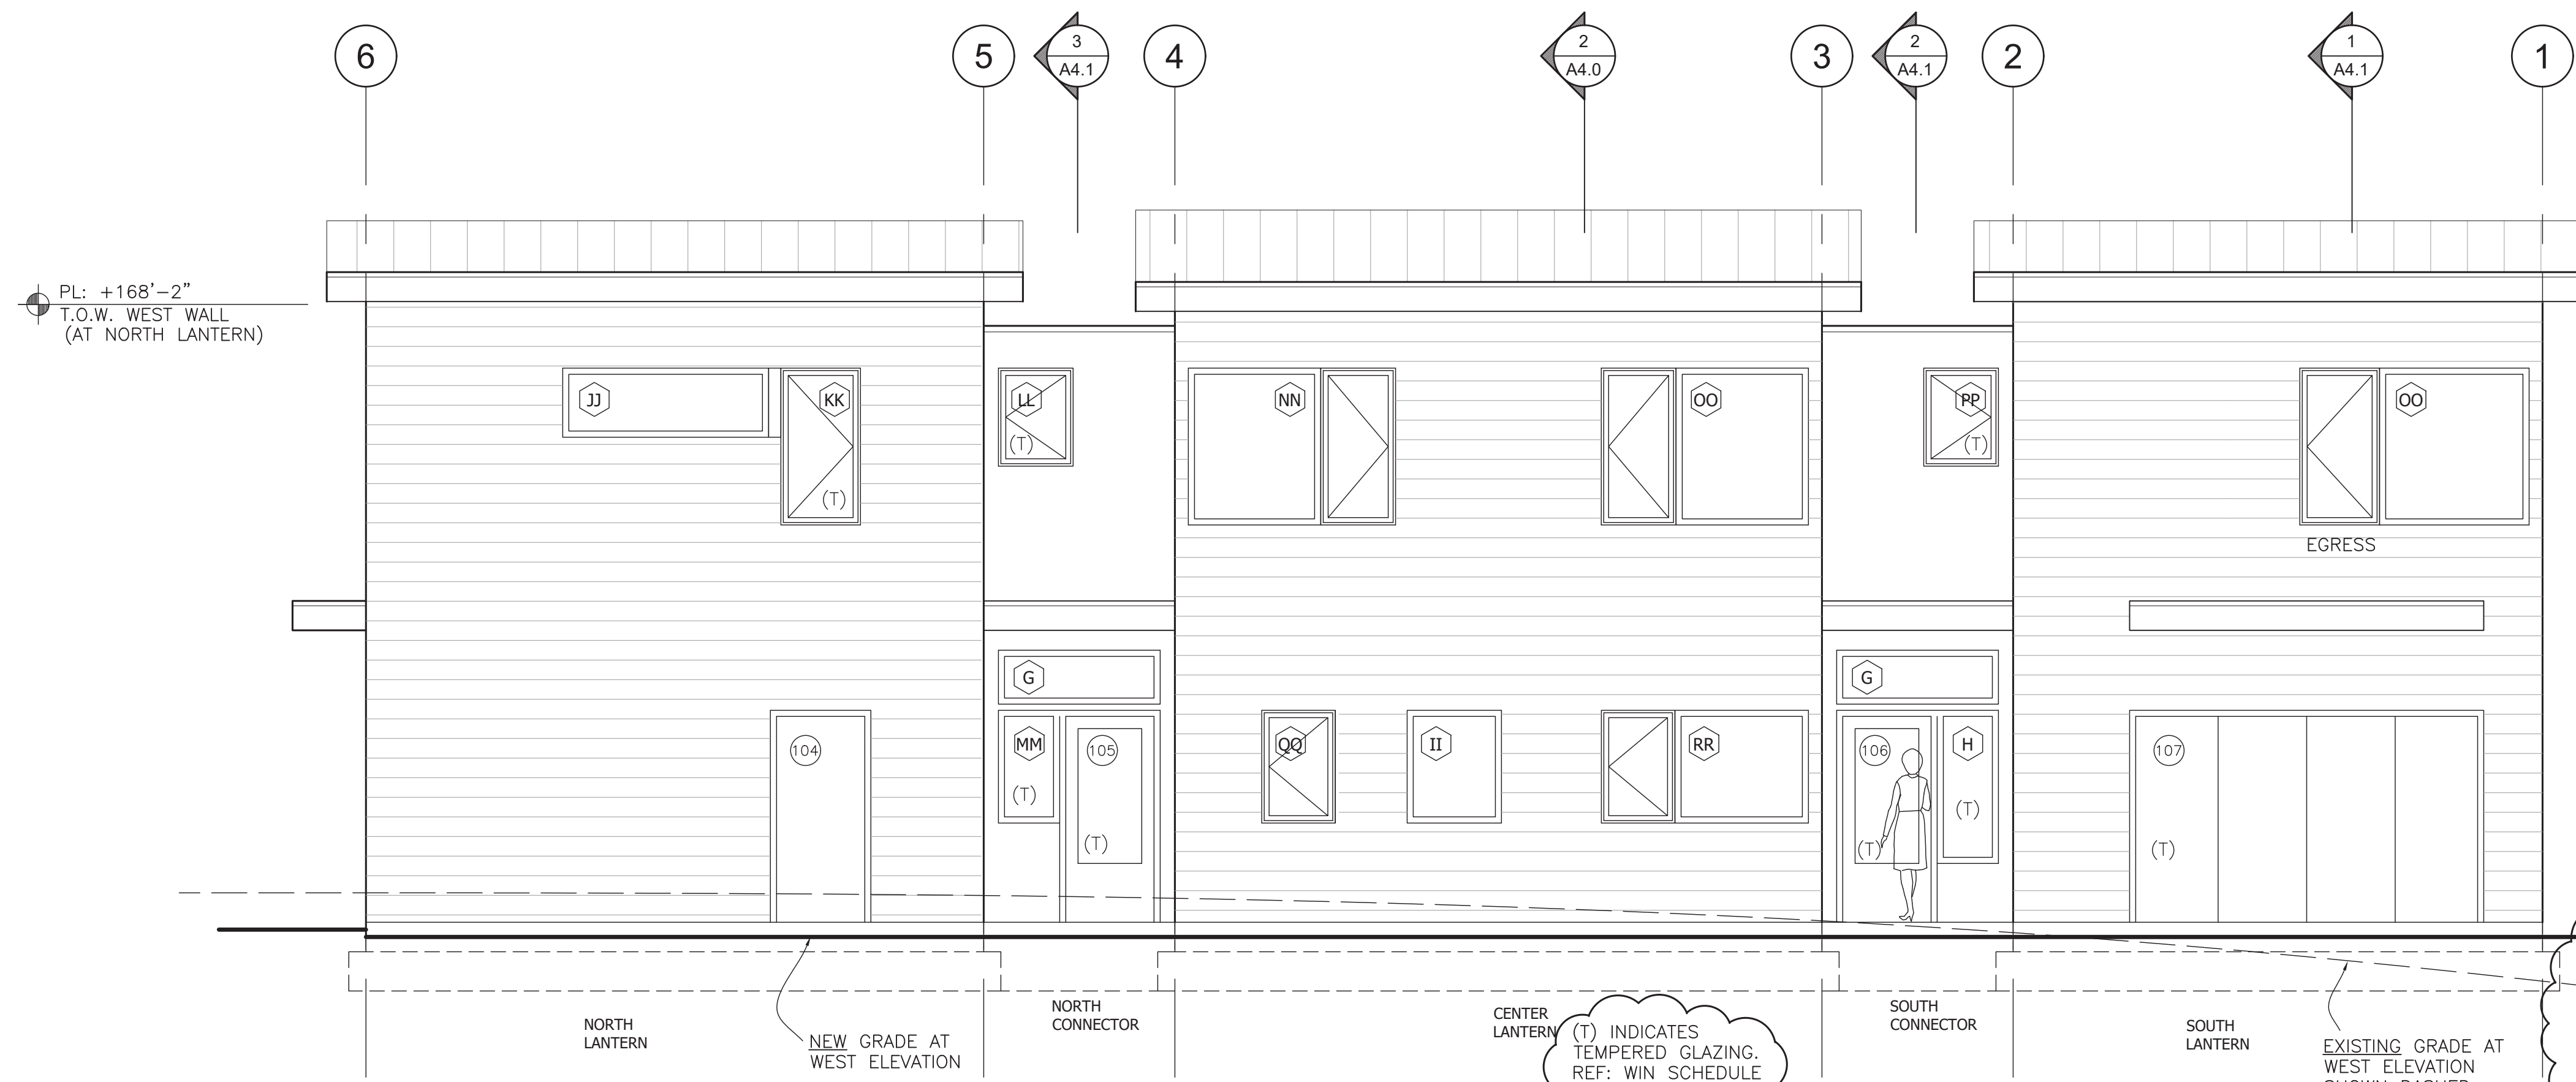 6
5
3
A4.1
4
2
A4.0
3
2
A4.1
2
1
A4.1
1
PL: +168'-2"
T.O.W. WEST WALL
(AT NORTH LANTERN)
JJ
KK
(T)
LL
(T)
NN
OO
PP
(T)
OO
EGRESS
G
G
104
MM
(T)
105
(T)
QQ
II
RR
106
(T)
H
(T)
107
(T)
NORTH
LANTERN
NEW GRADE AT
WEST ELEVATION
NORTH
CONNECTOR
CENTER
LANTERN
(T) INDICATES
TEMPERED GLAZING.
REF: WIN SCHEDULE
SOUTH
CONNECTOR
SOUTH
LANTERN
EXISTING GRADE AT
WEST ELEVATION
SHOWN DASHED